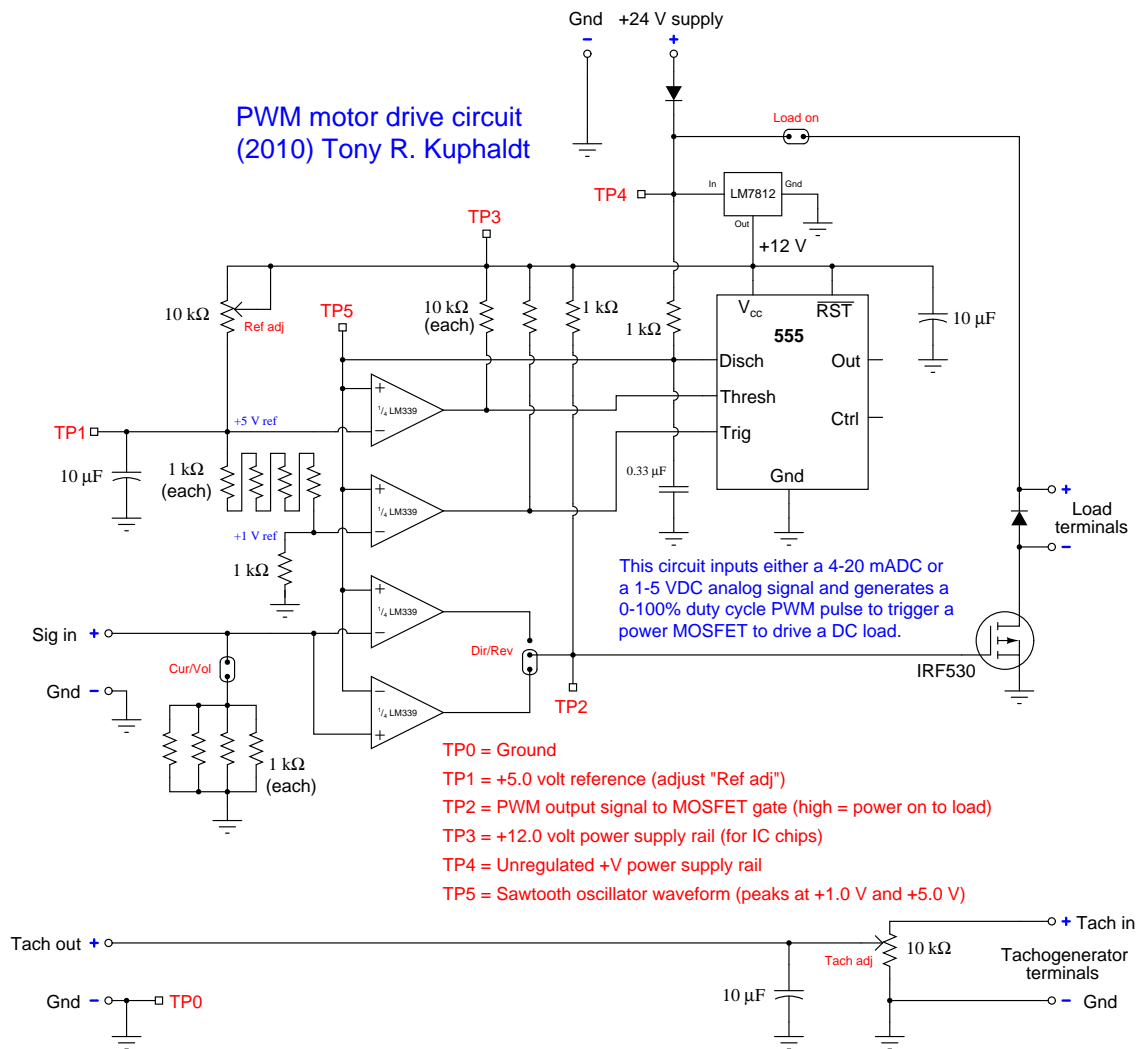 Gnd +24 V supply
- +
PWM motor drive circuit
(2010) Tony R. Kuphaldt
Load on
TP4
In
LM7812
Gnd
Out
+12 V
TP3
10 kΩ
Ref adj
TP5
10 kΩ
(each)
1 kΩ
1 kΩ
Vcc
RST
555
Disch
Out
Thresh
Ctrl
Trig
Gnd
10 µF
+
1/4 LM339
-
+5 V ref
TP1
10 µF
1 kΩ
(each)
+
1/4 LM339
-
+1 V ref
1 kΩ
0.33 µF
+
Load
terminals
-
This circuit inputs either a 4-20 mADC or
a 1-5 VDC analog signal and generates a
0-100% duty cycle PWM pulse to trigger a
power MOSFET to drive a DC load.
+
1/4 LM339
-
Sig in +
Cur/Vol
Dir/Rev
IRF530
Gnd -
-
1/4 LM339
+
TP2
1 kΩ
(each)
TP0 = Ground
TP1 = +5.0 volt reference (adjust "Ref adj")
TP2 = PWM output signal to MOSFET gate (high = power on to load)
TP3 = +12.0 volt power supply rail (for IC chips)
TP4 = Unregulated +V power supply rail
TP5 = Sawtooth oscillator waveform (peaks at +1.0 V and +5.0 V)
+ Tach in
Tach out +
Tach adj
10 kΩ
Tachogenerator
terminals
Gnd -
TP0
10 µF
- Gnd